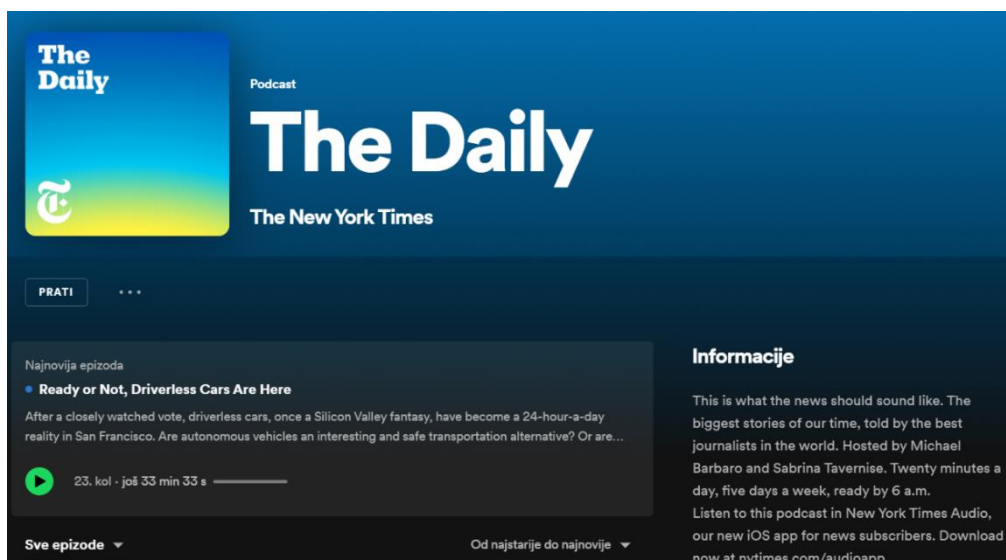 The
Daily
Podcast
The Daily
The New York Times
PRATI
Najnovija epizoda
Ready or Not, Driverless Cars Are Here
After a closely watched vote, driverless cars, once a Silicon Valley fantasy, have become a 24-hour-a-day
reality in San Francisco. Are autonomous vehicles an interesting and safe transportation alternative? Or are...
23. kol · još 33 min 33 s
Sve epizode
Od najstarije do najnovije
Informacije
This is what the news should sound like. The
biggest stories of our time, told by the best
journalists in the world. Hosted by Michael
Barbaro and Sabrina Tavernise. Twenty minutes a
day, five days a week, ready by 6 a.m.
Listen to this podcast in New York Times Audio,
our new iOS app for news subscribers. Download
now at nytimes.com/audioapp